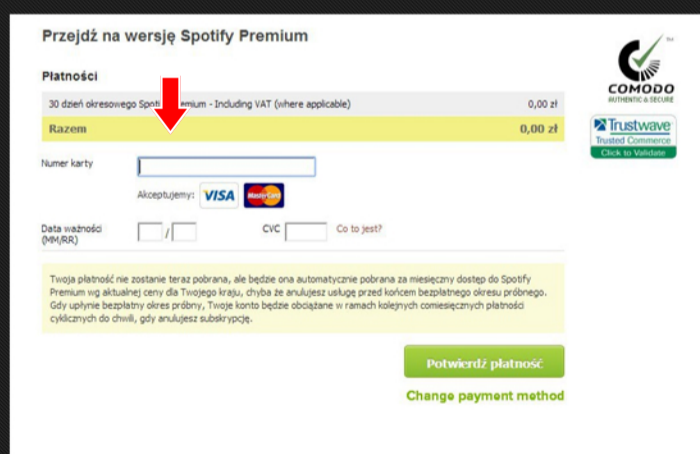 Przejdź na wersję Spotify Premium
Płatności
30 dzień okresowego Premium - Including VAT (where applicable) 0,00 zł
Razem 0,00 zł
Numer karty
Akceptujemy: VISA MasterCard
Data ważności (MM/RR) / CVC Co to jest?
Twoja płatność nie zostanie teraz pobrana, ale będzie ona automatycznie pobrana za miesięczny dostęp do Spotify
Premium wg aktualnej ceny dla Twojego kraju, chyba że anulujesz usługę przed końcem bezpłatnego okresu próbnego.
Gdy upłynie bezpłatny okres próbny, Twoje konto będzie obciążane w ramach kolejnych comiesięcznych płatności
cyklicznych do chwili, gdy anulujesz subskrypcję.
Potwierdź płatność
Change payment method
COMODO
AUTHENTIC & SECURE
Trustwave
Trusted Commerce
Click to Validate